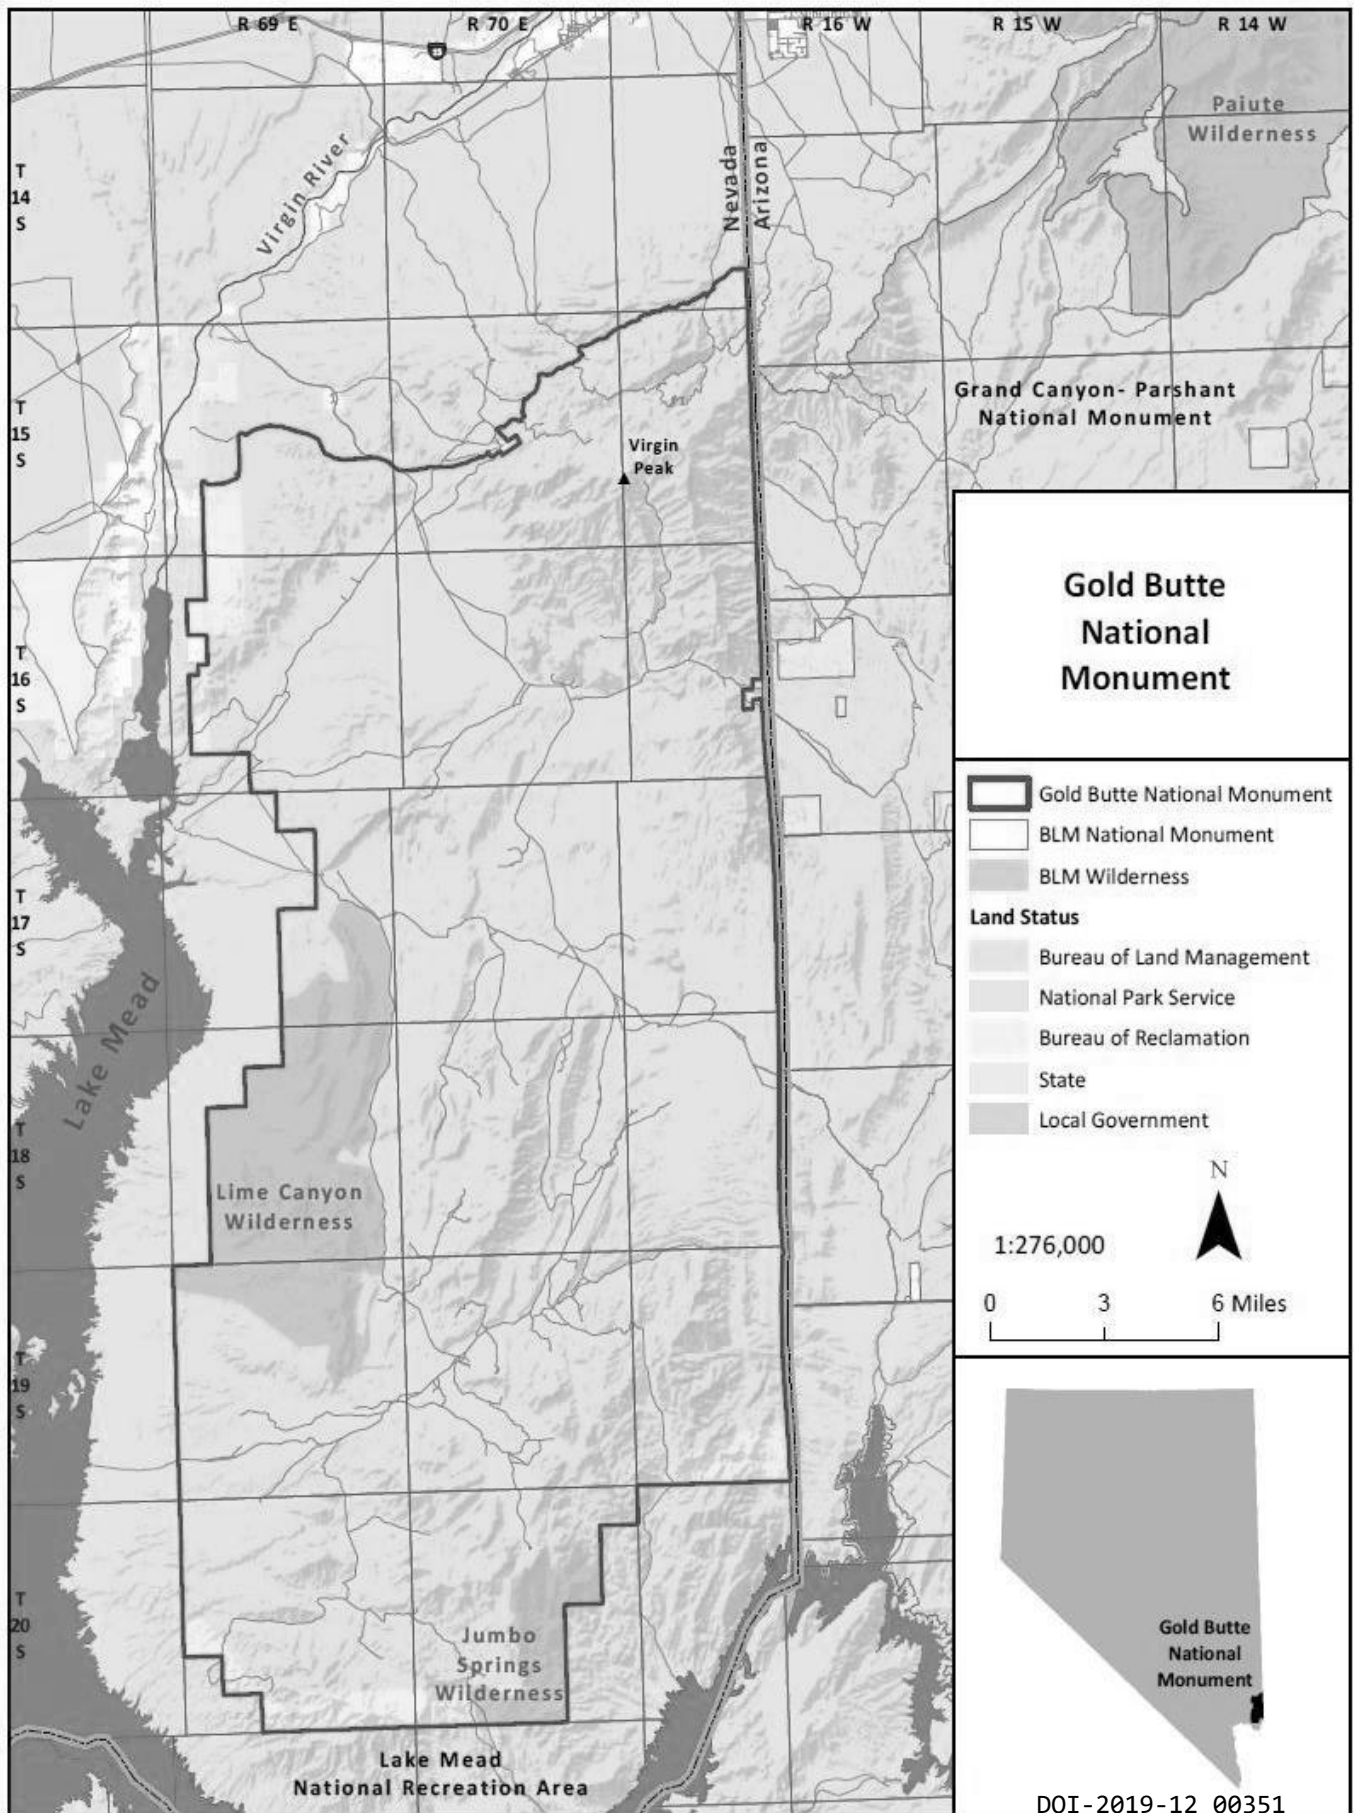 R 69 E
R 70 E
R 16 W
R 15 W
R 14 W
Paiute
Wilderness
Virgin River
Nevada
Arizona
T
14
S
Grand Canyon- Parshant
National Monument
T
15
S
Virgin
Peak
Gold Butte
National
Monument
T
16
S
Gold Butte National Monument
BLM National Monument
BLM Wilderness
Land Status
Bureau of Land Management
National Park Service
Bureau of Reclamation
State
Local Government
T
17
S
Lake Mead
T
18
S
Lime Canyon
Wilderness
N
1:276,000
0 3 6 Miles
T
19
S
T
20
S
Jumbo
Springs
Wilderness
Gold Butte
National
Monument
Lake Mead
National Recreation Area
DOI-2019-12 00351